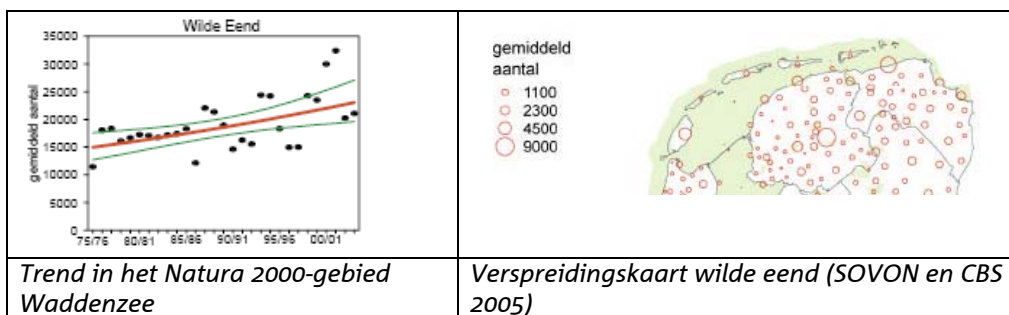 Wilde Eend
35000
30000
25000
20000
15000
10000
5000
0
gemiddeld aantal
75/76 80/81 85/86 90/91 95/96 00/01
gemiddeld
aantal
1100
2300
4500
9000
Trend in het Natura 2000-gebied
Waddenzee
Verspreidingskaart wilde eend (SOVON en CBS
2005)